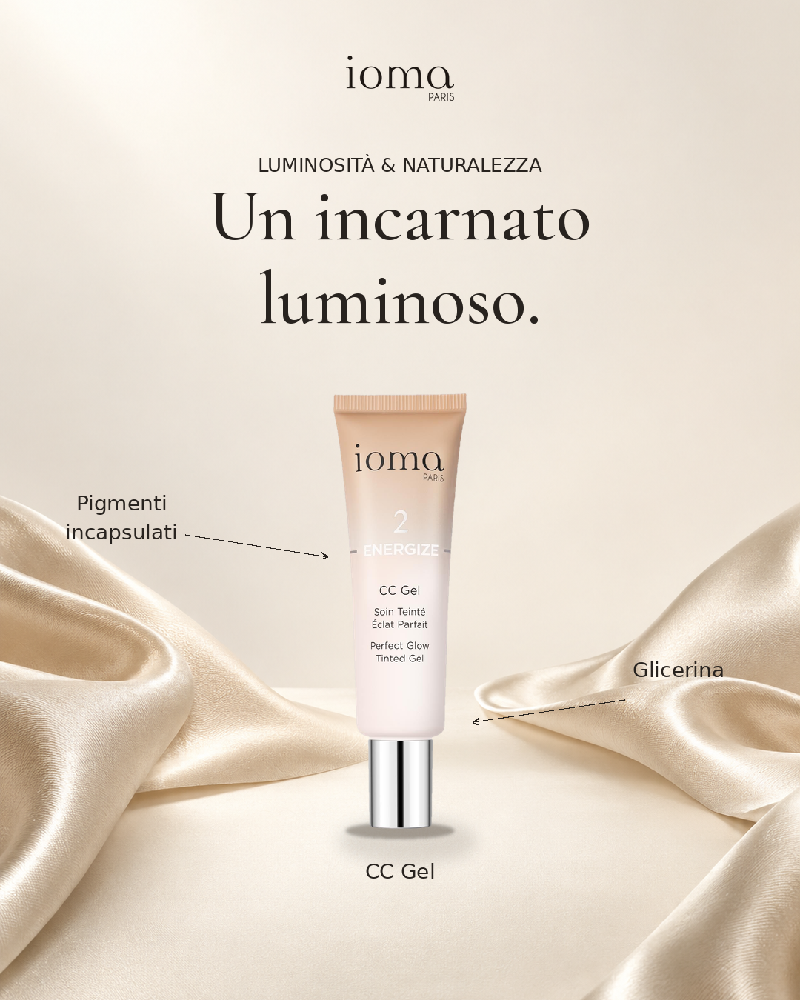 ioma
PARIS
LUMINOSITÀ & NATURALEZZA
Un incarnato
luminoso.
ioma
PARIS
2
ENERGIZE
CC Gel
Soin Teinté
Éclat Parfait
Perfect Glow
Tinted Gel
Pigmenti
incapsulati
Glicerina
CC Gel